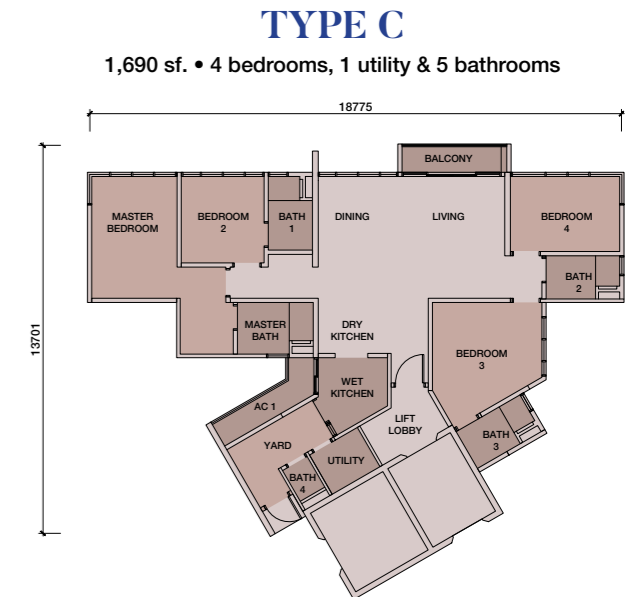 TYPE C
1,690 sf. • 4 bedrooms, 1 utility & 5 bathrooms
18775
13701
BALCONY
MASTER
BEDROOM
BEDROOM
2
BATH
1
DINING
LIVING
BEDROOM
4
BATH
2
MASTER
BATH
DRY
KITCHEN
BEDROOM
3
WET
KITCHEN
AC 1
LIFT
LOBBY
YARD
BATH
3
UTILITY
BATH
4